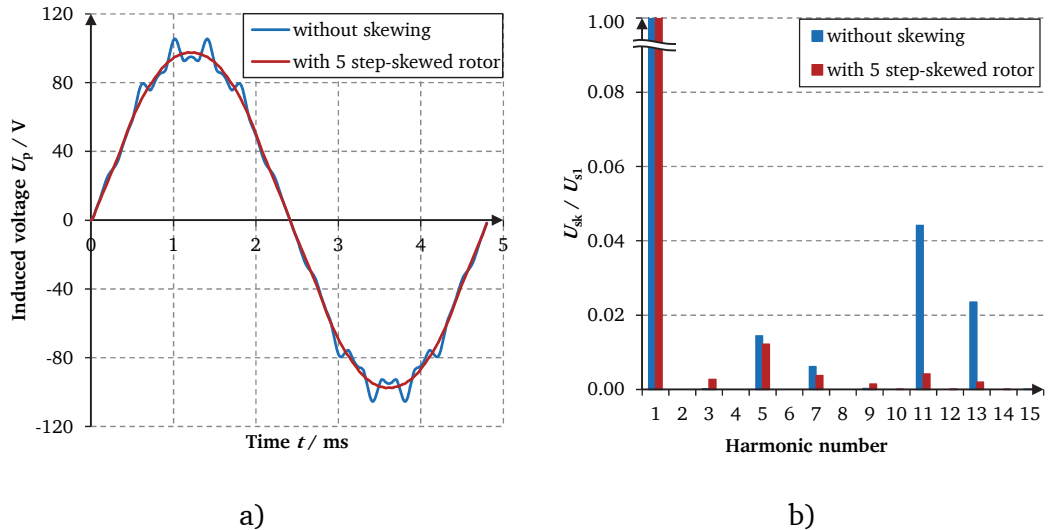 120
80
40
0
-40
-80
-120
0
1
2
3
4
5
Induced voltage Up / V
Time t / ms
without skewing
with 5 step-skewed rotor
a)
1.00
0.08
0.06
0.04
0.02
0.00
1 2 3 4 5 6 7 8 9 10 11 12 13 14 15
Usk / Us1
Harmonic number
without skewing
with 5 step-skewed rotor
b)